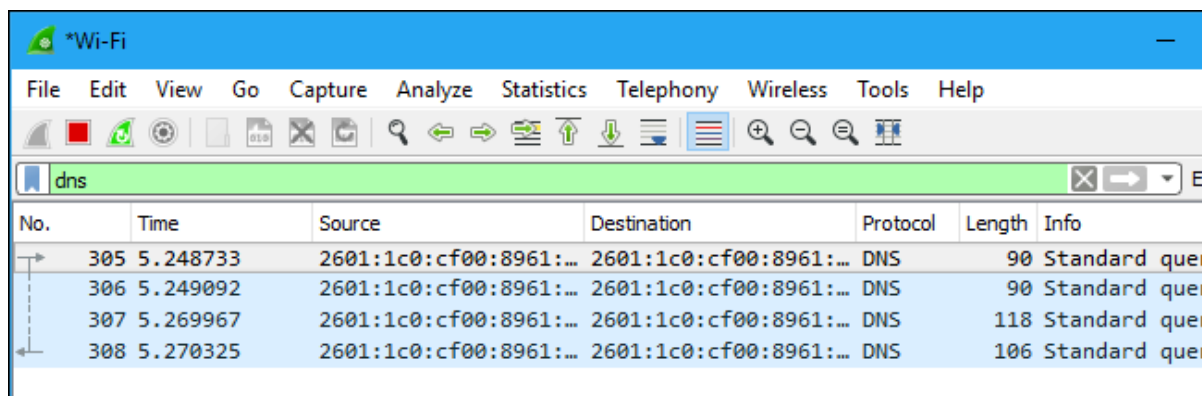 *Wi-Fi
File Edit View Go Capture Analyze Statistics Telephony Wireless Tools Help
dns
No. Time Source Destination Protocol Length Info
305 5.248733 2601:1c0:cf00:8961:… 2601:1c0:cf00:8961:… DNS 90 Standard quer
306 5.249092 2601:1c0:cf00:8961:… 2601:1c0:cf00:8961:… DNS 90 Standard quer
307 5.269967 2601:1c0:cf00:8961:… 2601:1c0:cf00:8961:… DNS 118 Standard quer
308 5.270325 2601:1c0:cf00:8961:… 2601:1c0:cf00:8961:… DNS 106 Standard quer